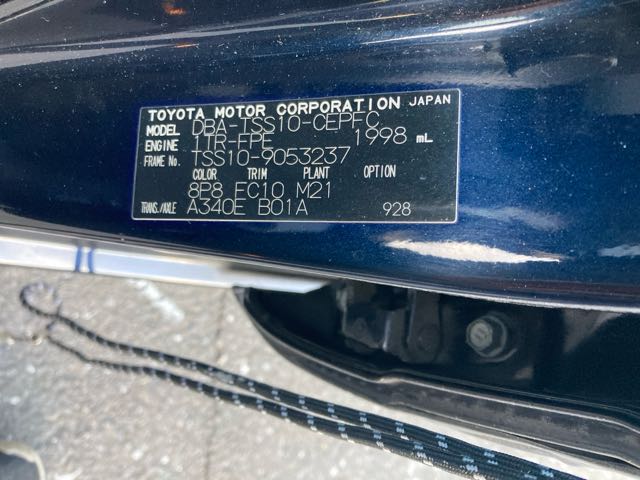 TOYOTA MOTOR CORPORATION JAPAN
MODEL DBA-TSS10-CEPFC
ENGINE 1TR-FPE 1998 mL
FRAME No. TSS10-9053237
COLOR TRIM PLANT OPTION
8P8 FC10 M21
TRANS./AXLE A340E B01A 928